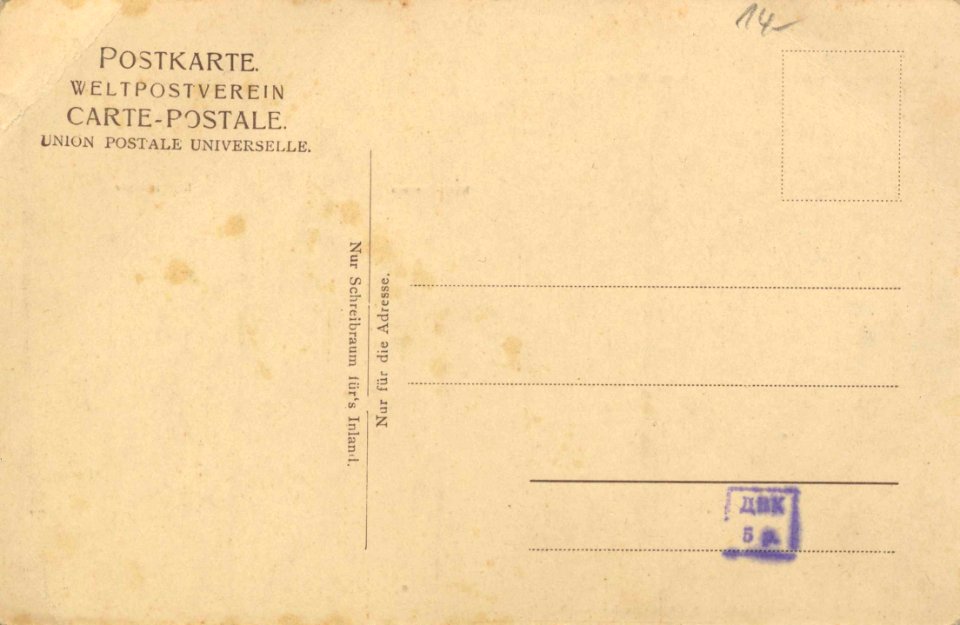 14-
POSTKARTE.
WELTPOSTVEREIN
CARTE-POSTALE.
UNION POSTALE UNIVERSELLE.
Nur Schreibraum für's Inland.
Nur für die Adresse.
ДВК
5 р.